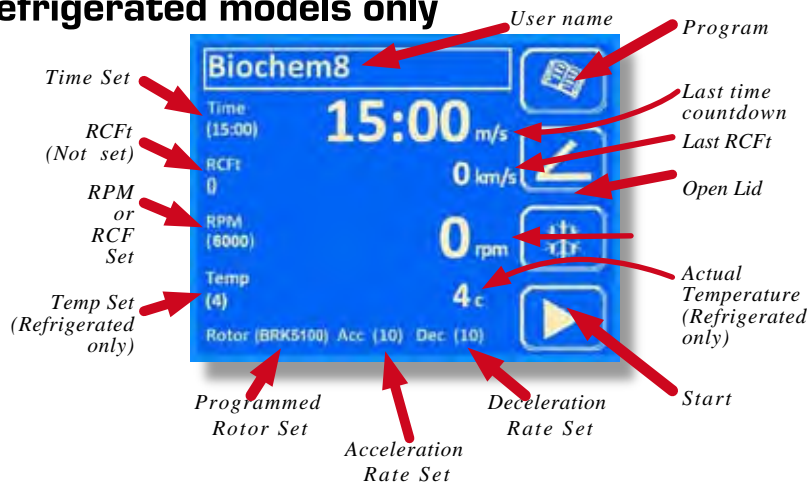 efrigerated models only
User name
Program
Time Set
RCFt
(Not set)
RPM
or
RCF
Set
Temp Set
(Refrigerated
only)
Biochem8
Time
(15:00)
15:00 m/s
RCFt
()
0 km/s
RPM
(6000)
0 rpm
Temp
(4)
4 c
Rotor (BRK5100) Acc (10) Dec (10)
Last time
countdown
Last RCFt
Open Lid
Actual
Temperature
(Refrigerated
only)
Start
Programmed
Rotor Set
Acceleration
Rate Set
Deceleration
Rate Set